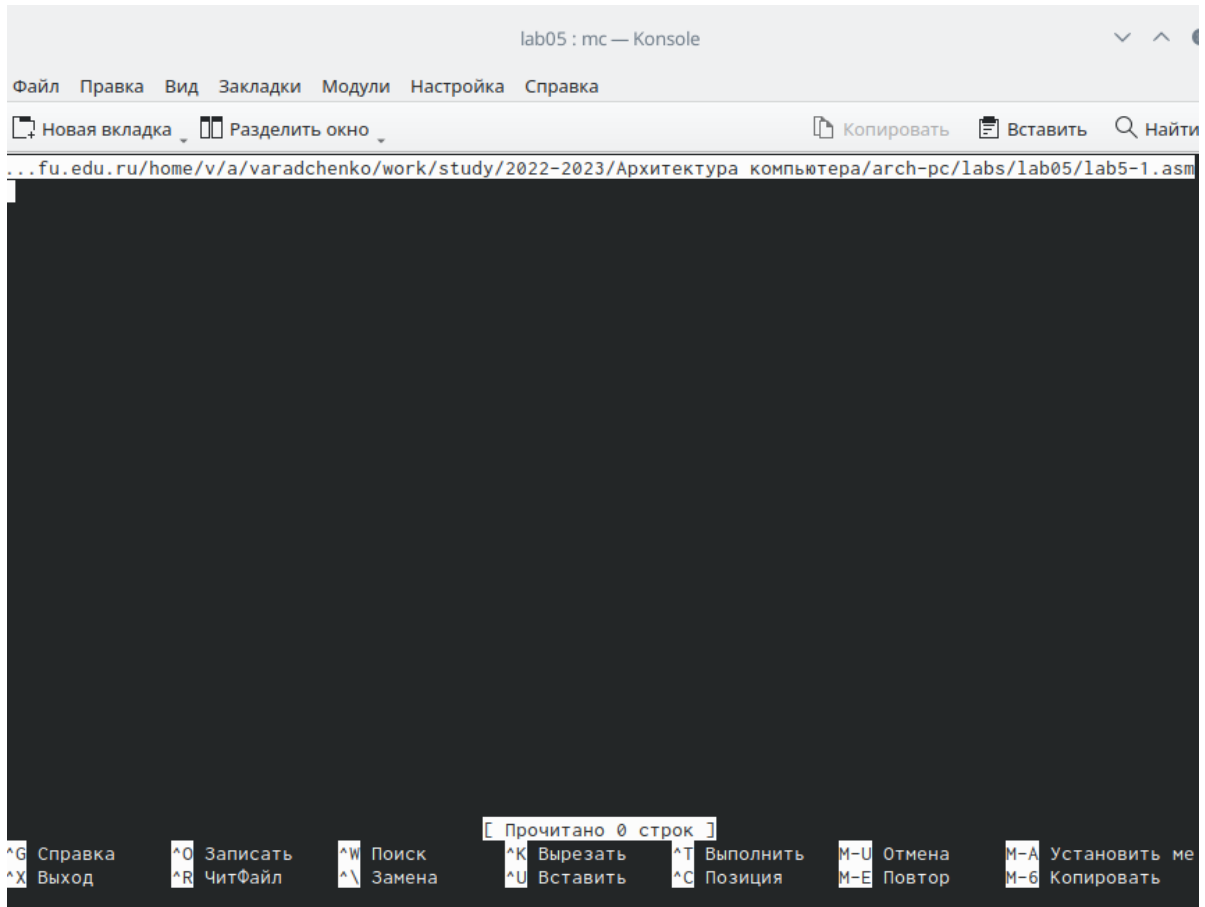 lab05 : mc — Konsole
Файл Правка Вид Закладки Модули Настройка Справка
Новая вкладка Разделить окно Копировать Вставить Найти
...fu.edu.ru/home/v/a/varadchenko/work/study/2022-2023/Архитектура компьютера/arch-pc/labs/lab05/lab5-1.asm
[ Прочитано 0 строк ]
^G Справка ^O Записать ^W Поиск ^K Вырезать ^T Выполнить M-U Отмена M-A Установить ме
^X Выход ^R ЧитФайл ^\ Замена ^U Вставить ^C Позиция M-E Повтор M-6 Копировать